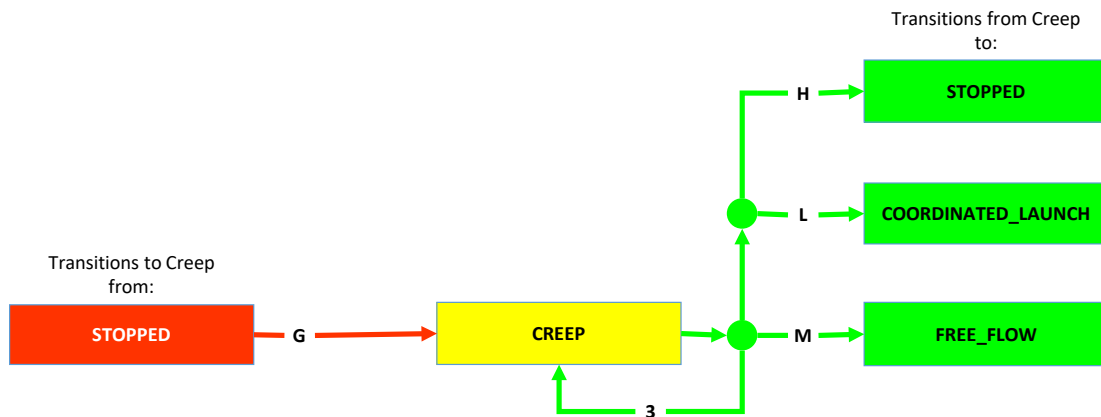 Transitions from Creep
to:
H
STOPPED
L
COORDINATED_LAUNCH
Transitions to Creep
from:
STOPPED
G
CREEP
M
FREE_FLOW
3